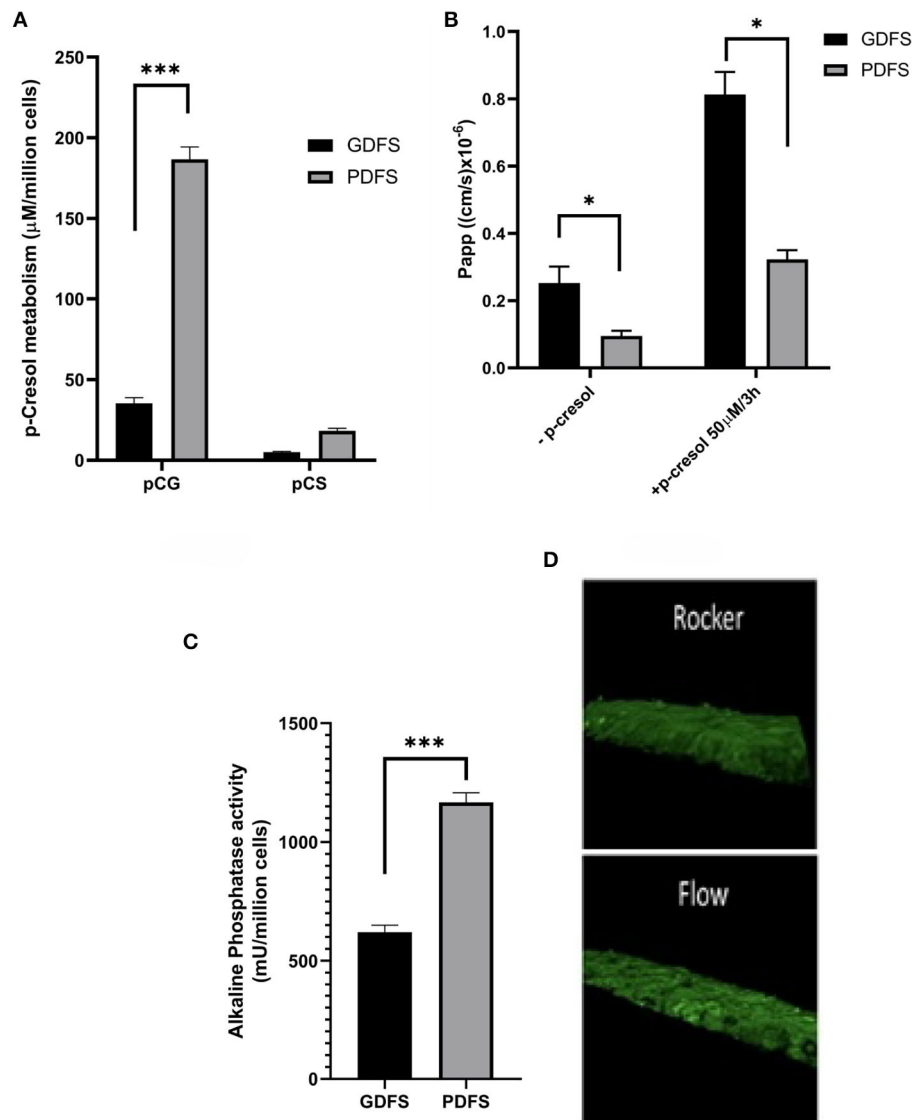 A
p-Cresol metabolism (μM/million cells)
250
200
150
100
50
0
***
pCG
pCS
GDFS
PDFS
B
Papp ((cm/s)x10-6)
1.0
0.8
0.6
0.4
0.2
0.0
*
*
- p-cresol
+p-cresol 50μM/3h
GDFS
PDFS
C
Alkaline Phosphatase activity
(mU/million cells)
1500
1000
500
0
***
GDFS
PDFS
D
Rocker
Flow